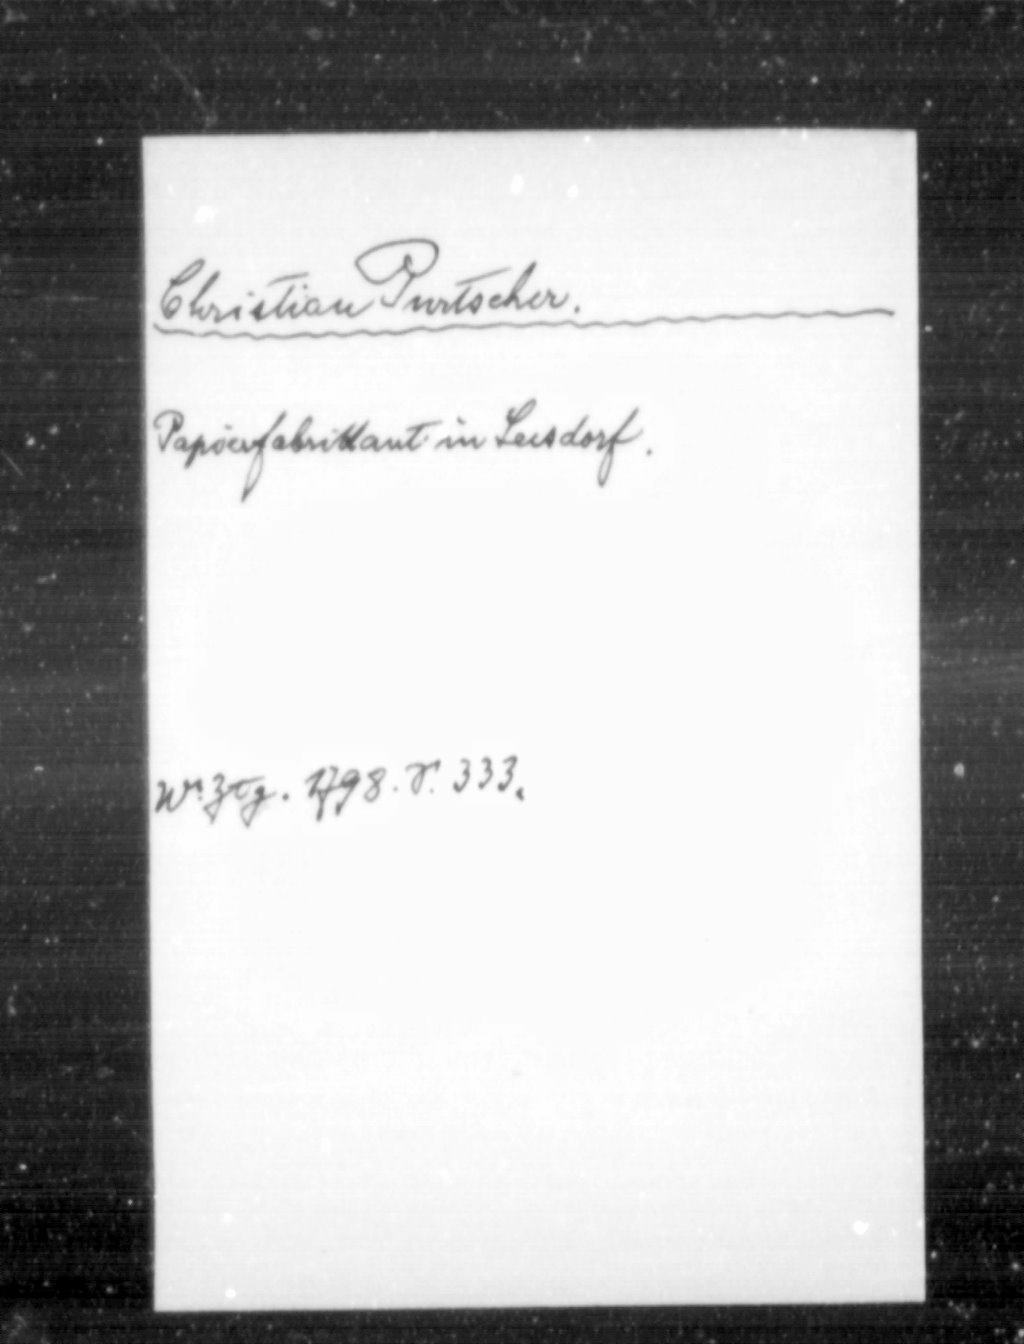 Christian Purtscher.
Papierfabrikant in Leesdorf.
Wr. Ztg. 1798. S. 333.